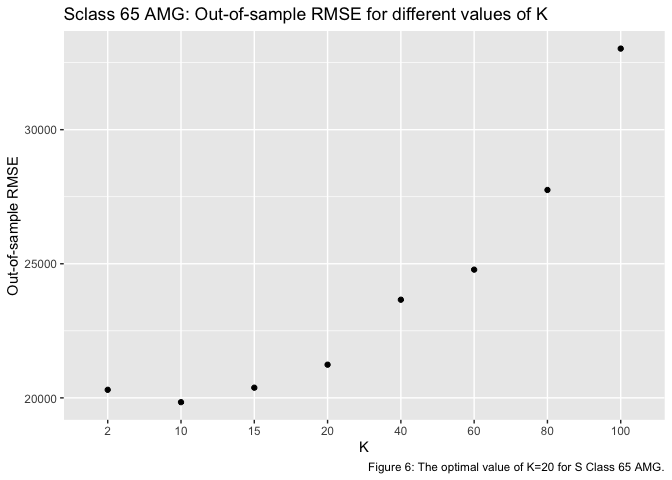 Sclass 65 AMG: Out-of-sample RMSE for different values of K
Out-of-sample RMSE
30000
25000
20000
2 10 15 20 40 60 80 100
K
Figure 6: The optimal value of K=20 for S Class 65 AMG.